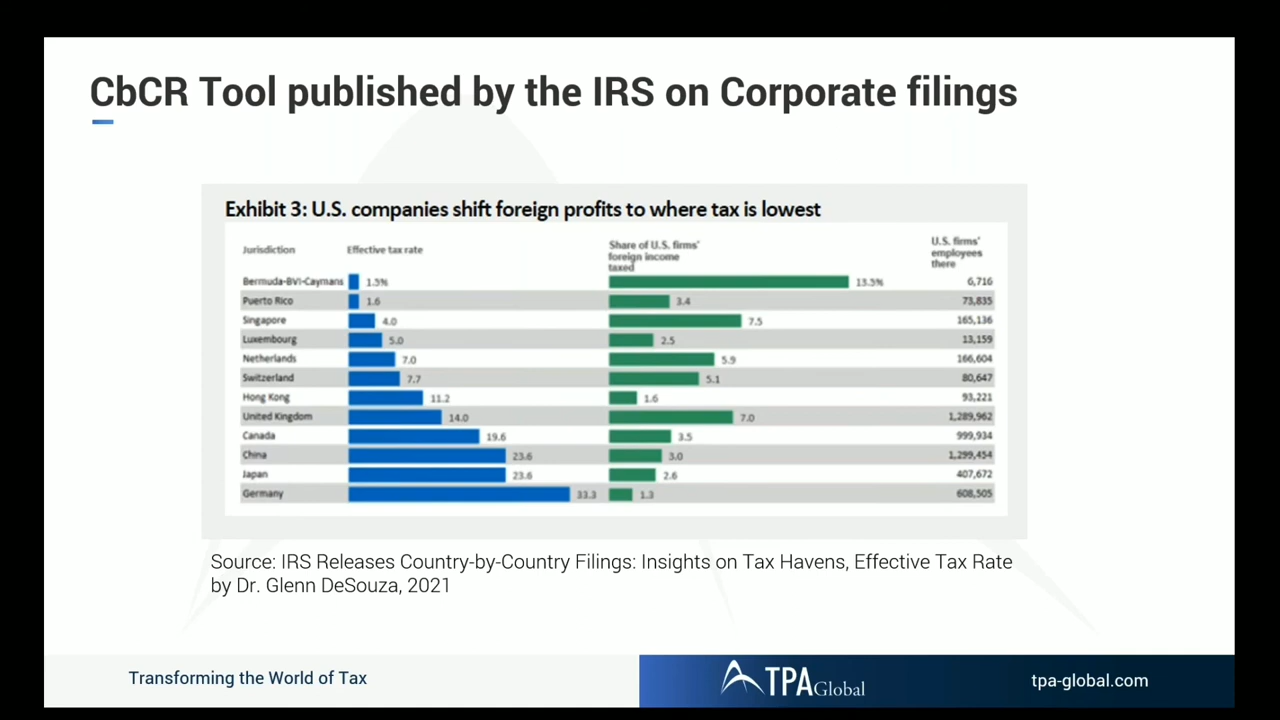 CbCR Tool published by the IRS on Corporate filings
Exhibit 3: U.S. companies shift foreign profits to where tax is lowest
Jurisdiction Effective tax rate Share of U.S. firms' foreign income taxed U.S. firms' employees there
Bermuda-BVI-Caymans 1.3% 13.3% 6,716
Puerto Rico 1.6 3.4 73,835
Singapore 4.0 7.5 165,136
Luxembourg 5.0 2.5 13,159
Netherlands 7.0 5.9 166,604
Switzerland 7.7 5.1 80,647
Hong Kong 11.2 1.6 93,221
United Kingdom 14.0 7.0 1,289,962
Canada 19.6 3.5 999,934
China 23.6 3.0 1,299,454
Japan 23.6 2.6 407,672
Germany 33.3 1.3 608,505
Source: IRS Releases Country-by-Country Filings: Insights on Tax Havens, Effective Tax Rate
by Dr. Glenn DeSouza, 2021
Transforming the World of Tax
TPA Global
tpa-global.com